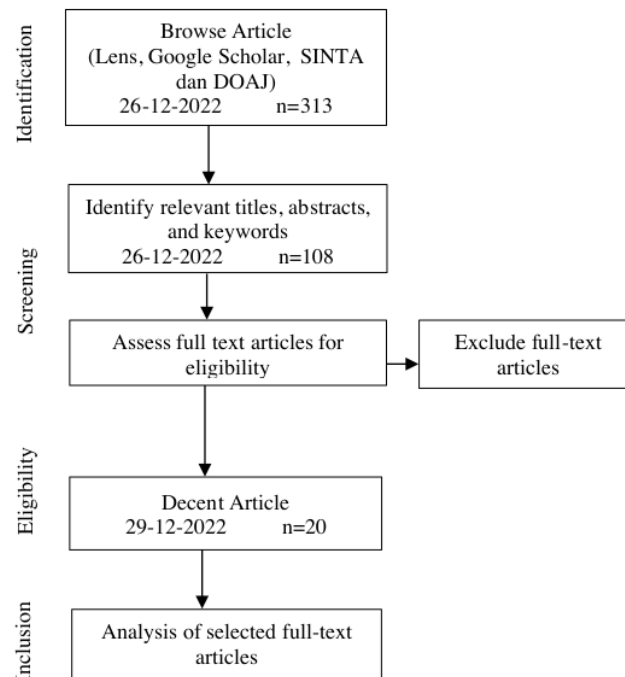 Identification
Browse Article
(Lens, Google Scholar, SINTA
dan DOAJ)
26-12-2022 n=313
Screening
Identify relevant titles, abstracts,
and keywords
26-12-2022 n=108
Assess full text articles for
eligibility
Exclude full-text
articles
Eligibility
Decent Article
29-12-2022 n=20
Inclusion
Analysis of selected full-text
articles